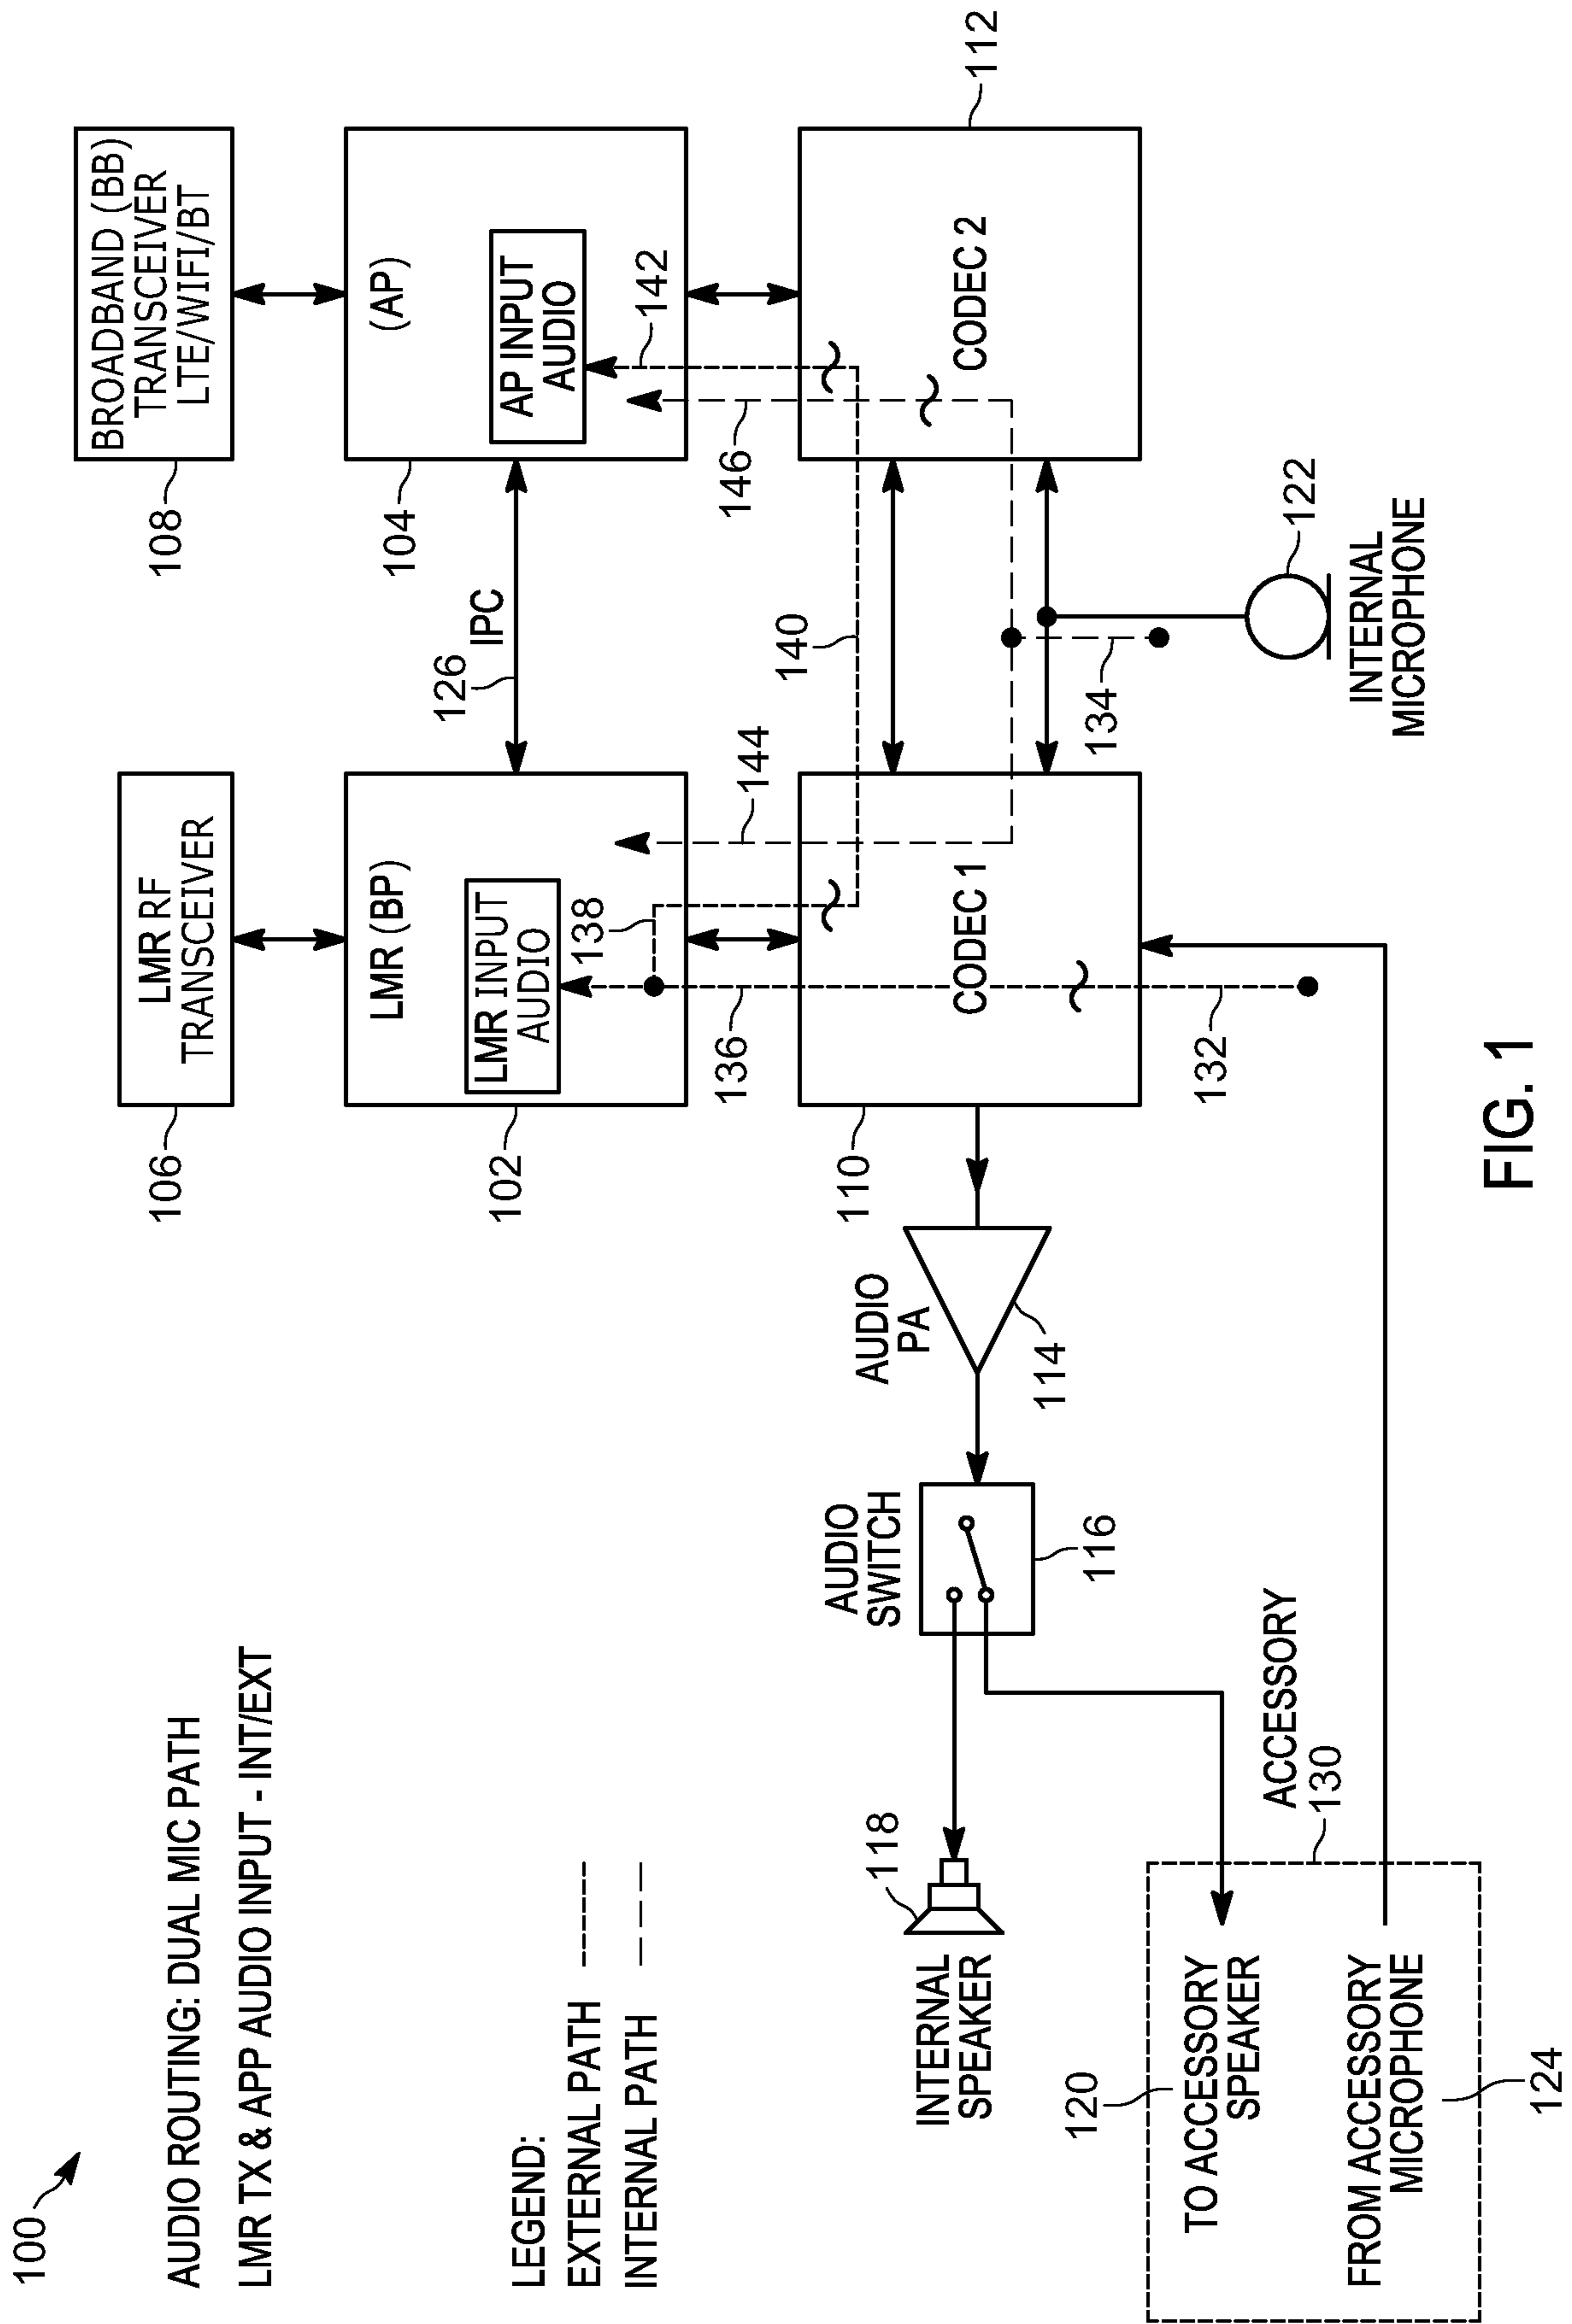 100
AUDIO ROUTING: DUAL MIC PATH
LMR TX & APP AUDIO INPUT - INT/EXT
LEGEND:
EXTERNAL PATH
INTERNAL PATH
106
LMR RF
TRANSCEIVER
108
BROADBAND (BB)
TRANSCEIVER
LTE/WIFI/BT
102
LMR (BP)
LMR INPUT
AUDIO
138
126
IPC
104
(AP)
AP INPUT
AUDIO
142
136
144
146
140
110
CODEC 1
CODEC 2
112
AUDIO
PA
114
AUDIO
SWITCH
116
118
INTERNAL
SPEAKER
132
134
122
INTERNAL
MICROPHONE
ACCESSORY
130
120
TO ACCESSORY
SPEAKER
FROM ACCESSORY
MICROPHONE
124
FIG. 1